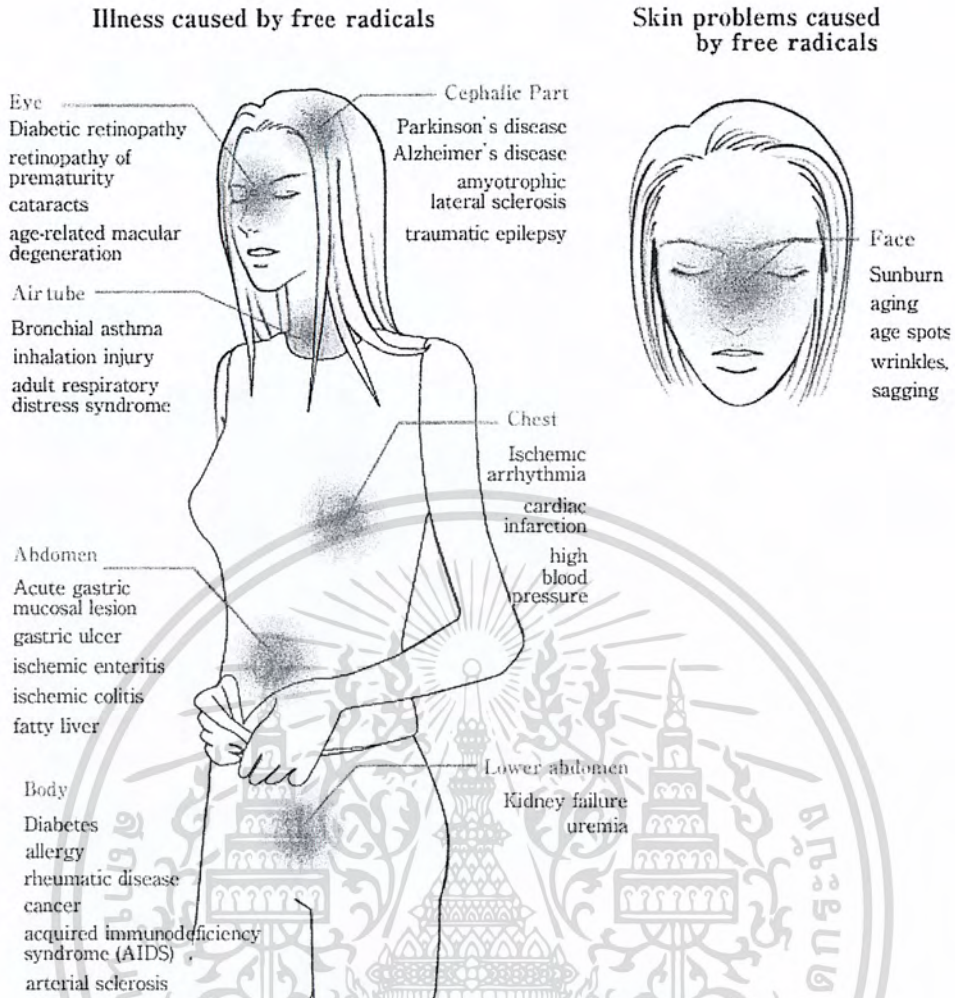 Illness caused by free radicals
Eye
Diabetic retinopathy
retinopathy of
prematurity
cataracts
age-related macular
degeneration
Air tube
Bronchial asthma
inhalation injury
adult respiratory
distress syndrome
Abdomen
Acute gastric
mucosal lesion
gastric ulcer
ischemic enteritis
ischemic colitis
fatty liver
Body
Diabetes
allergy
rheumatic disease
cancer
acquired immunodeficiency
syndrome (AIDS)
arterial sclerosis
Cephalic Part
Parkinson's disease
Alzheimer's disease
amyotrophic
lateral sclerosis
traumatic epilepsy
Chest
Ischemic
arrhythmia
cardiac
infarction
high
blood
pressure
Lower abdomen
Kidney failure
uremia
Skin problems caused
by free radicals
Face
Sunburn
aging
age spots
wrinkles,
sagging